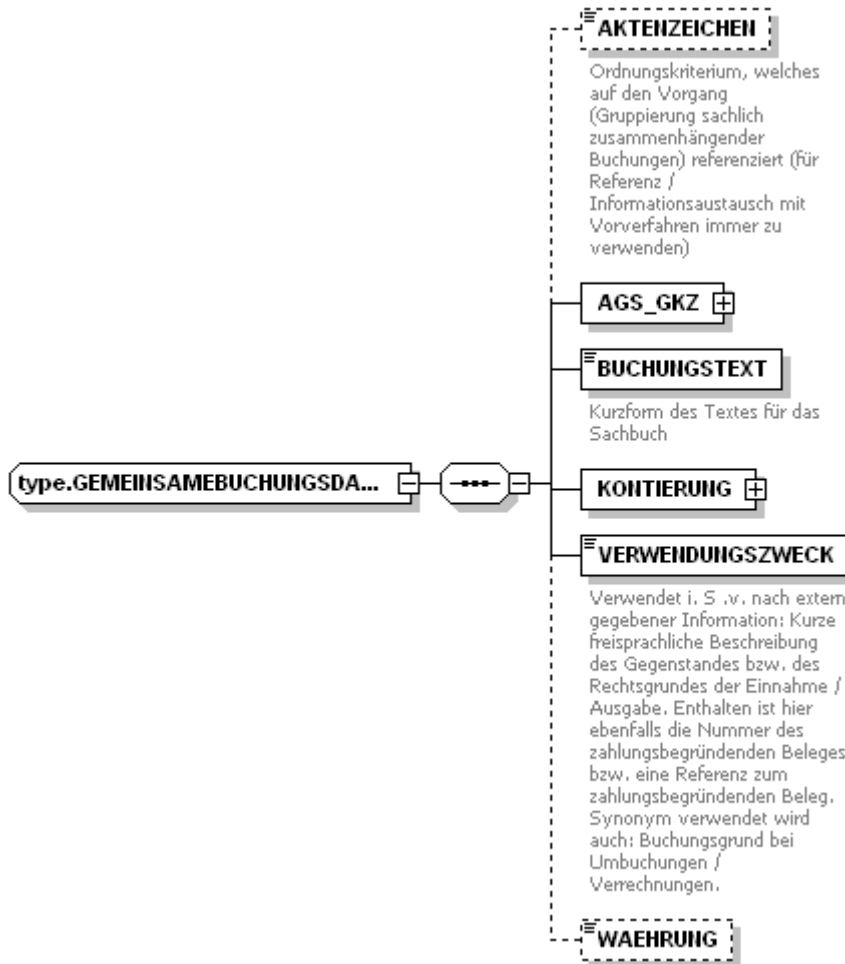 AKTENZEICHEN
Ordnungskriterium, welches
auf den Vorgang
(Gruppierung sachlich
zusammenhängender
Buchungen) referenziert (für
Referenz /
Informationsaustausch mit
Vorverfahren immer zu
verwenden)
AGS_GKZ
BUCHUNGSTEXT
Kurzform des Textes für das
Sachbuch
type.GEMEINSAMEBUCHUNGSDA...
KONTIERUNG
VERWENDUNGSZWECK
Verwendet i. S .v. nach extern
gegebener Information: Kurze
freisprachliche Beschreibung
des Gegenstandes bzw. des
Rechtsgrundes der Einnahme /
Ausgabe. Enthalten ist hier
ebenfalls die Nummer des
zahlungsbegründenden Beleges
bzw. eine Referenz zum
zahlungsbegründenden Beleg.
Synonym verwendet wird
auch: Buchungsgrund bei
Umbuchungen /
Verrechnungen.
WAEHRUNG